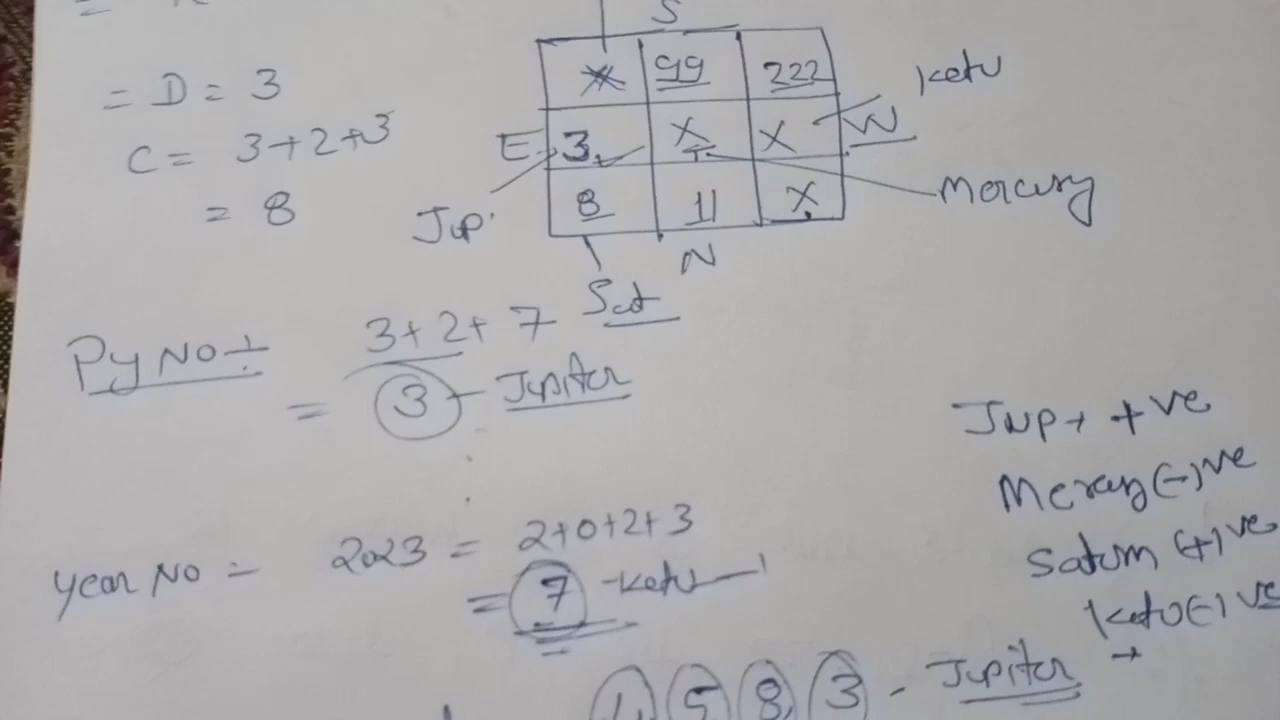 S
= D = 3
C = 3+2+3
= 8
99 222
Ketu
E 3 X X W
8 11 X
Mercury
Jup.
N
Sat
PY No :- 3+2+7
= 3 - Jupiter
Jup + +ve
Mercury (-)ve
Saturn (+)ve
Ketu (-)ve
Year No :- 2023 = 2+0+2+3
= 7 - Ketu
5 8, 3 - Jupiter →